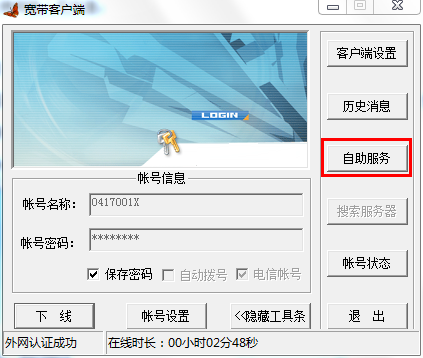 宽带客户端
LOGIN
客户端设置
历史消息
自助服务
搜索服务器
帐号状态
退 出
帐号信息
帐号名称: 0417001X
帐号密码: ********
保存密码 自动拨号 电信帐号
下 线 帐号设置 <<隐藏工具条
外网认证成功 在线时长:00小时02分48秒